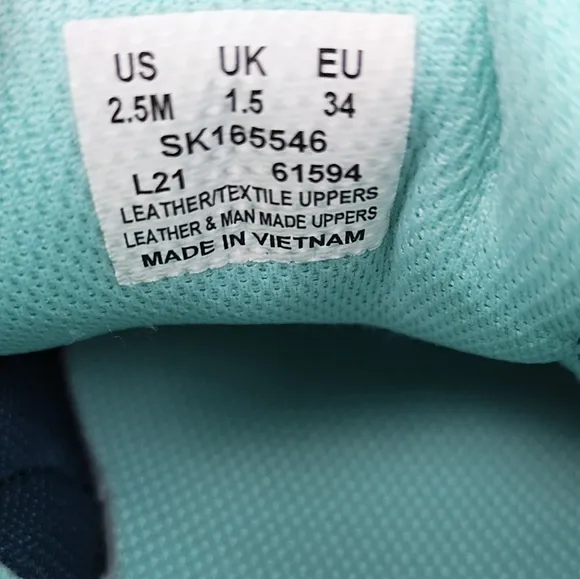 US UK EU
2.5M 1.5 34
SK165546
L21 61594
LEATHER/TEXTILE UPPERS
LEATHER & MAN MADE UPPERS
MADE IN VIETNAM